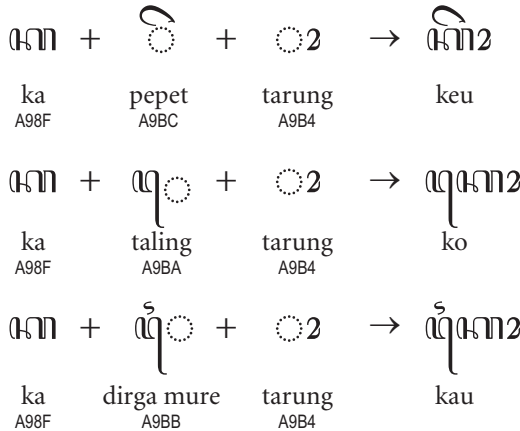 ꦏ + ◌ꦼ + ◌ꦴ → ꦏꦼꦴ
ka pepet tarung keu
A98F A9BC A9B4
ꦏ + ◌ꦺ + ◌ꦴ → ꦏꦺꦴ
ka taling tarung ko
A98F A9BA A9B4
ꦏ + ◌ꦻ + ◌ꦴ → ꦏꦻꦴ
ka dirga mure tarung kau
A98F A9BB A9B4